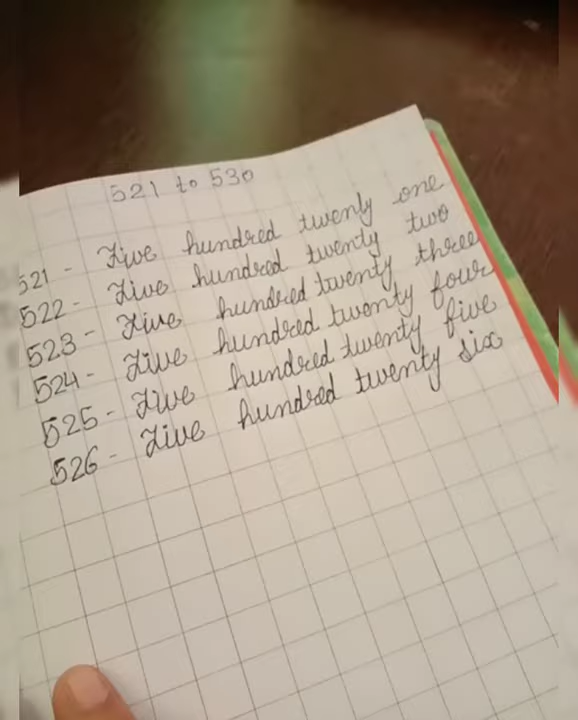 521 to 530
521 - Five hundred twenty one
522 - Five hundred twenty two
523 - Five hundred twenty three
524 - Five hundred twenty four
525 - Five hundred twenty five
526 - Five hundred twenty six